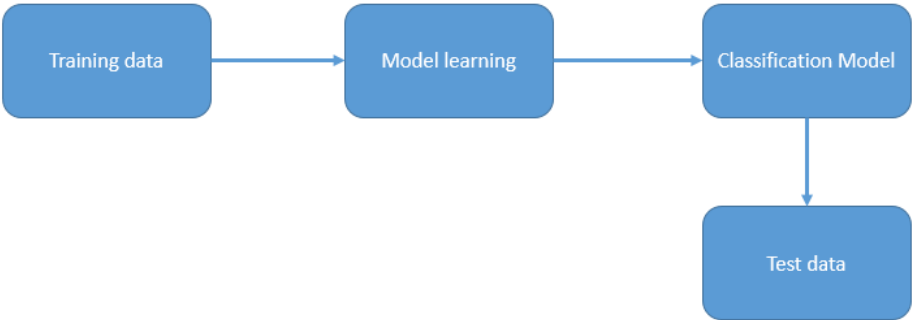 Training data
Model learning
Classification Model
Test data